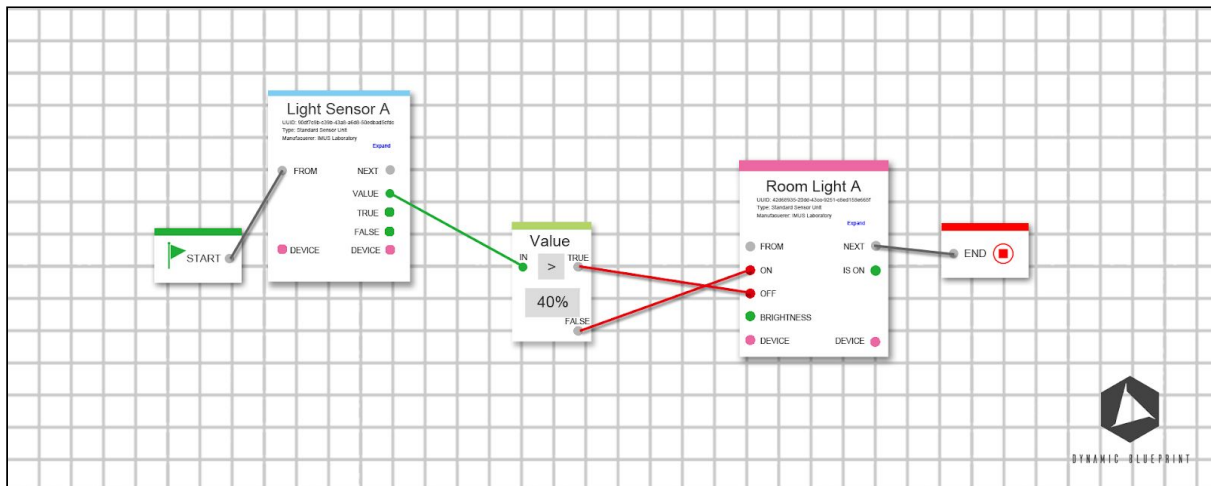 START
Light Sensor A
Type: Standard Sensor Unit
Manufasuerer: IMUS Laboratory
Expand
FROM NEXT
VALUE
TRUE
FALSE
DEVICE DEVICE
Value
IN > TRUE
40%
FALSE
Room Light A
Type: Standard Sensor Unit
Manufasuerer: IMUS Laboratory
Expand
FROM NEXT
ON IS ON
OFF
BRIGHTNESS
DEVICE DEVICE
END
DYNAMIC BLUEPRINT